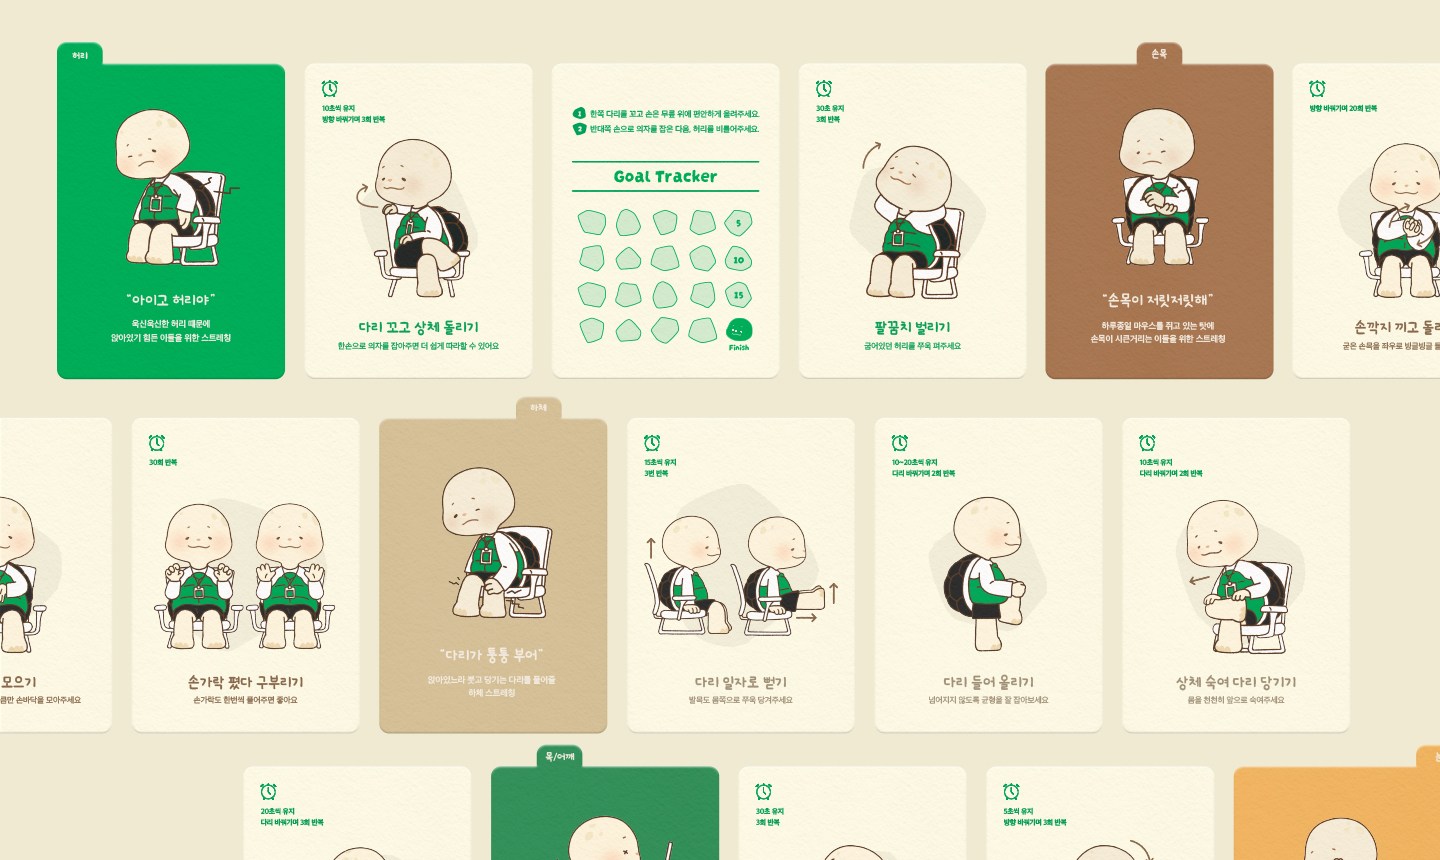 허리
"아이고 허리야"
욱신욱신한 허리 때문에
앉아있기 힘든 이들을 위한 스트레칭
10초씩 유지
방향 바꿔가며 3회 반복
다리 꼬고 상체 돌리기
한손으로 의자를 잡아주면 더 쉽게 따라할 수 있어요
1 한쪽 다리를 꼬고 손은 무릎 위에 편안하게 올려주세요.
2 반대쪽 손으로 의자를 잡은 다음, 허리를 비틀어주세요.
Goal Tracker
5
10
15
Finish
30초 유지
3회 반복
팔꿈치 벌리기
굽어있던 허리를 쭈욱 펴주세요
손목
"손목이 저릿저릿해"
하루종일 마우스를 쥐고 있는 탓에
손목이 시큰거리는 이들을 위한 스트레칭
방향 바꿔가며 20회 반복
손깍지 끼고
굳은 손목을 좌우로 빙글빙글
모으기
손바닥을 모아주세요
30회 반복
손가락 폈다 구부리기
손가락도 한번씩 풀어주면 좋아요
하체
"다리가 퉁퉁 부어"
앉아있느라 붓고 당기는 다리를 풀어줄
하체 스트레칭
15초씩 유지
3번 반복
다리 일자로 뻗기
발목도 몸쪽으로 쭈욱 당겨주세요
10~20초씩 유지
다리 바꿔가며 2회 반복
다리 들어 올리기
넘어지지 않도록 균형을 잘 잡아보세요
10초씩 유지
다리 바꿔가며 2회 반복
상체 숙여 다리 당기기
몸을 천천히 앞으로 숙여주세요
20초씩 유지
다리 바꿔가며 3회 반복
목/어깨
30초 유지
3회 반복
5초씩 유지
방향 바꿔가며 3회 반복